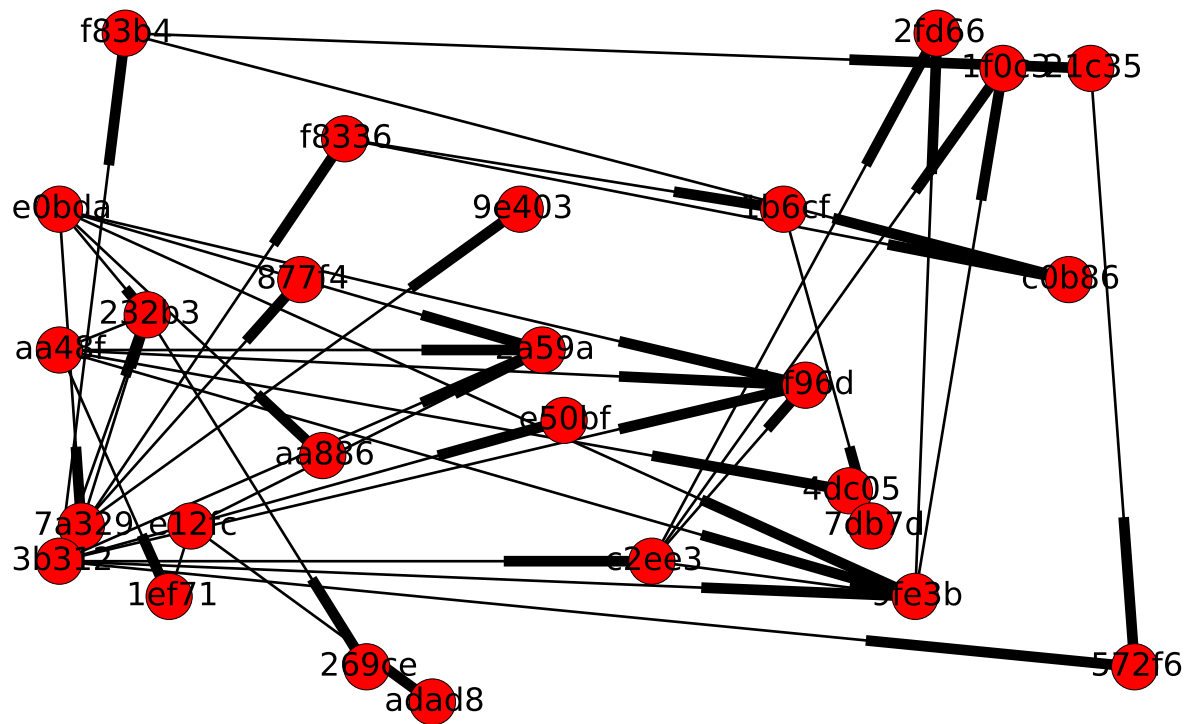 f83b4
2fd66
1f0c3
21c35
f8336
e0bda
9e403
1b6cf
877f4
c0b86
232b3
aa48f
2a59a
e50bf
aa886
4dc05
7a329
e12fc
7db7d
3b312
c2ee3
1ef71
9fe3b
269ce
572f6
adad8